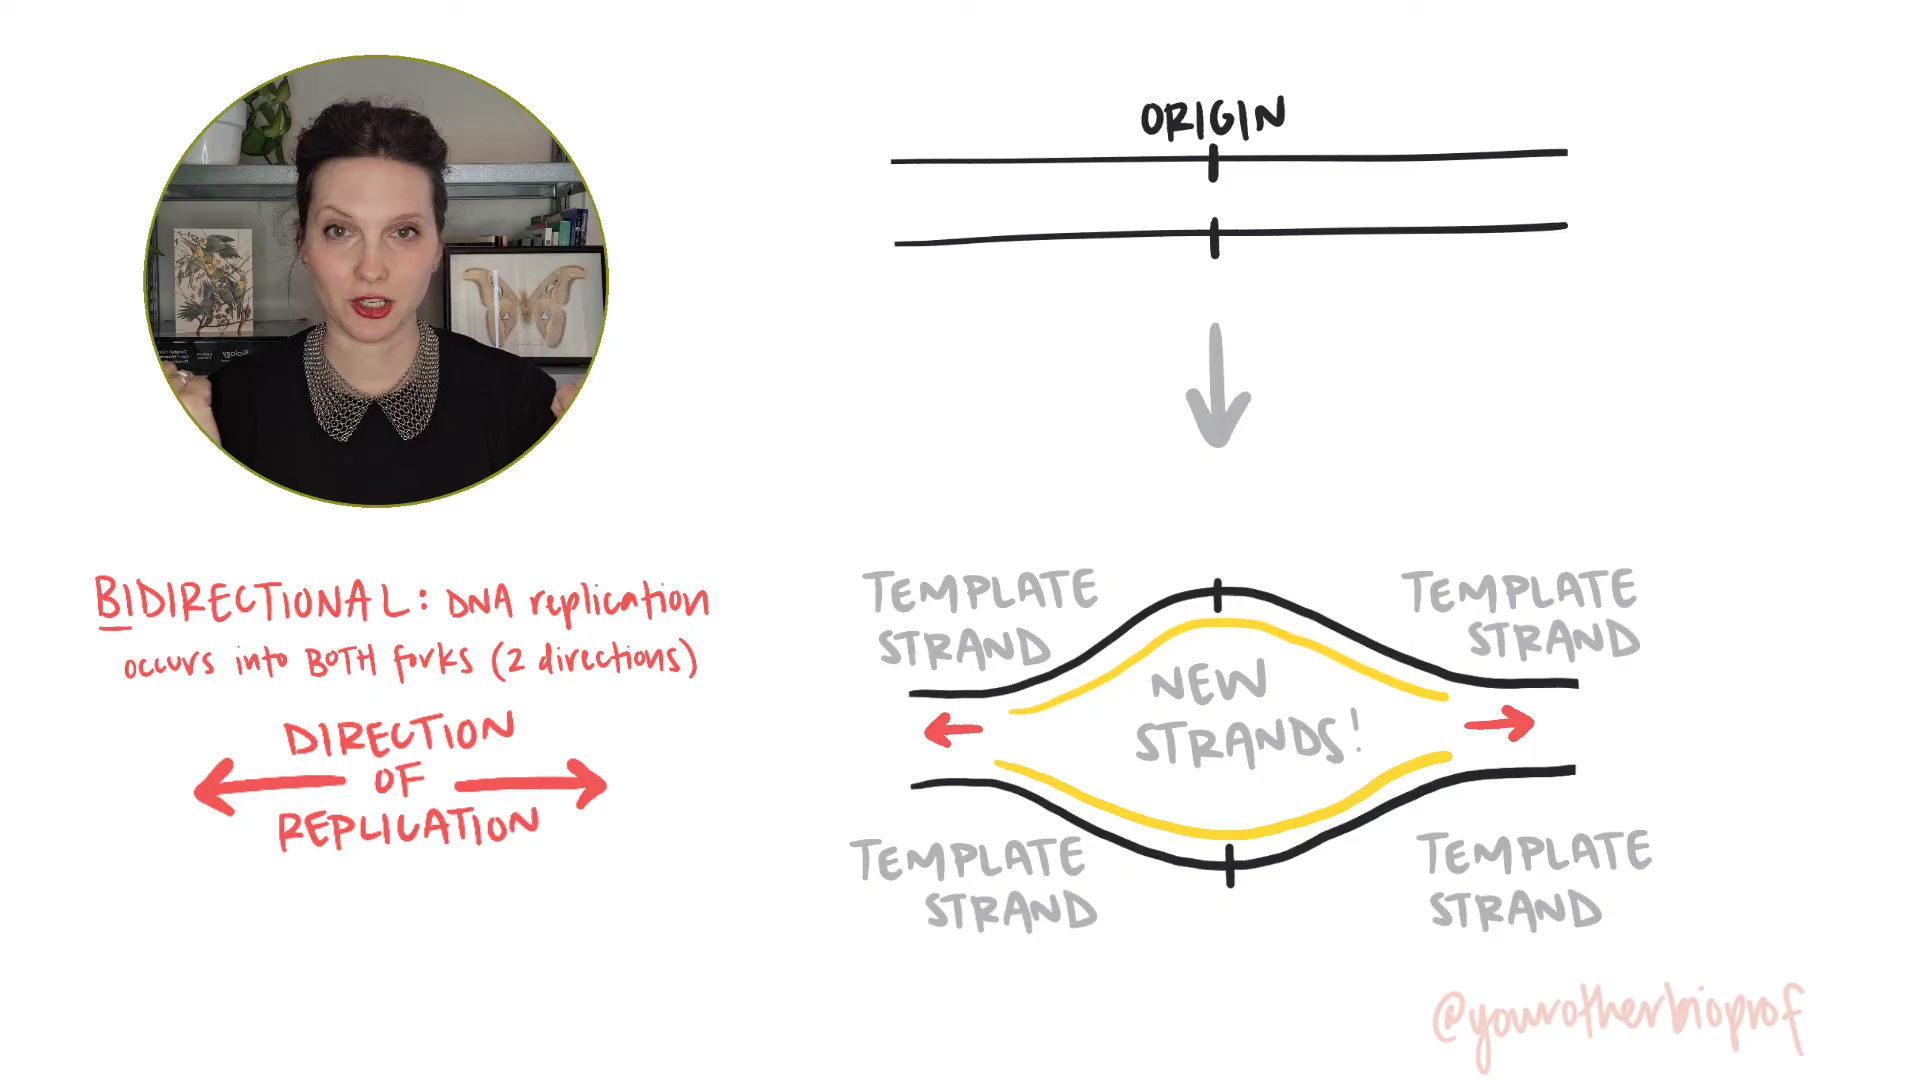 ORIGIN
BIDIRECTIONAL: DNA replication
occurs into BOTH forks (2 directions)
DIRECTION
OF
REPLICATION
TEMPLATE
STRAND
TEMPLATE
STRAND
NEW
STRANDS!
TEMPLATE
STRAND
TEMPLATE
STRAND
Biology
@yourotherbioprof